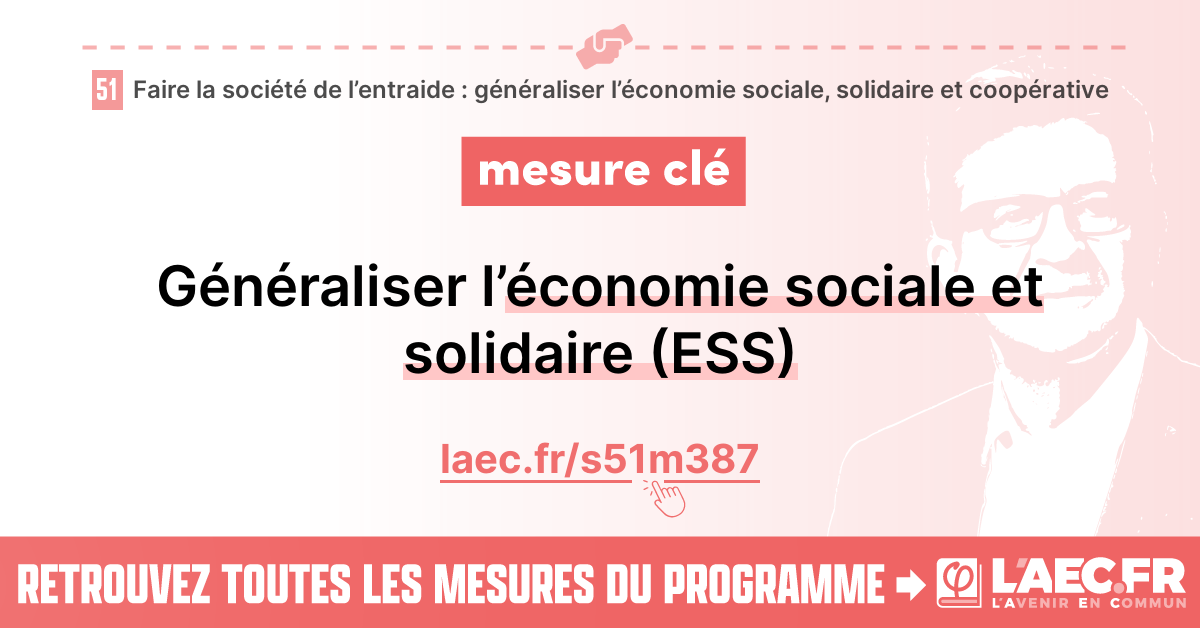 51 Faire la société de l’entraide : généraliser l’économie sociale, solidaire et coopérative
mesure clé
Généraliser l’économie sociale et
solidaire (ESS)
laec.fr/s51m387
RETROUVEZ TOUTES LES MESURES DU PROGRAMME
φ L’AEC.FR
L’AVENIR EN COMMUN